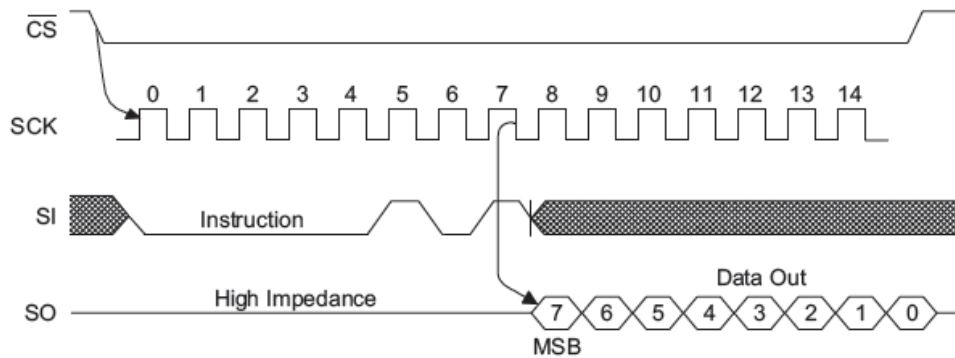 CS
0 1 2 3 4 5 6 7 8 9 10 11 12 13 14
SCK
SI
Instruction
Data Out
High Impedance
SO
7 6 5 4 3 2 1 0
MSB